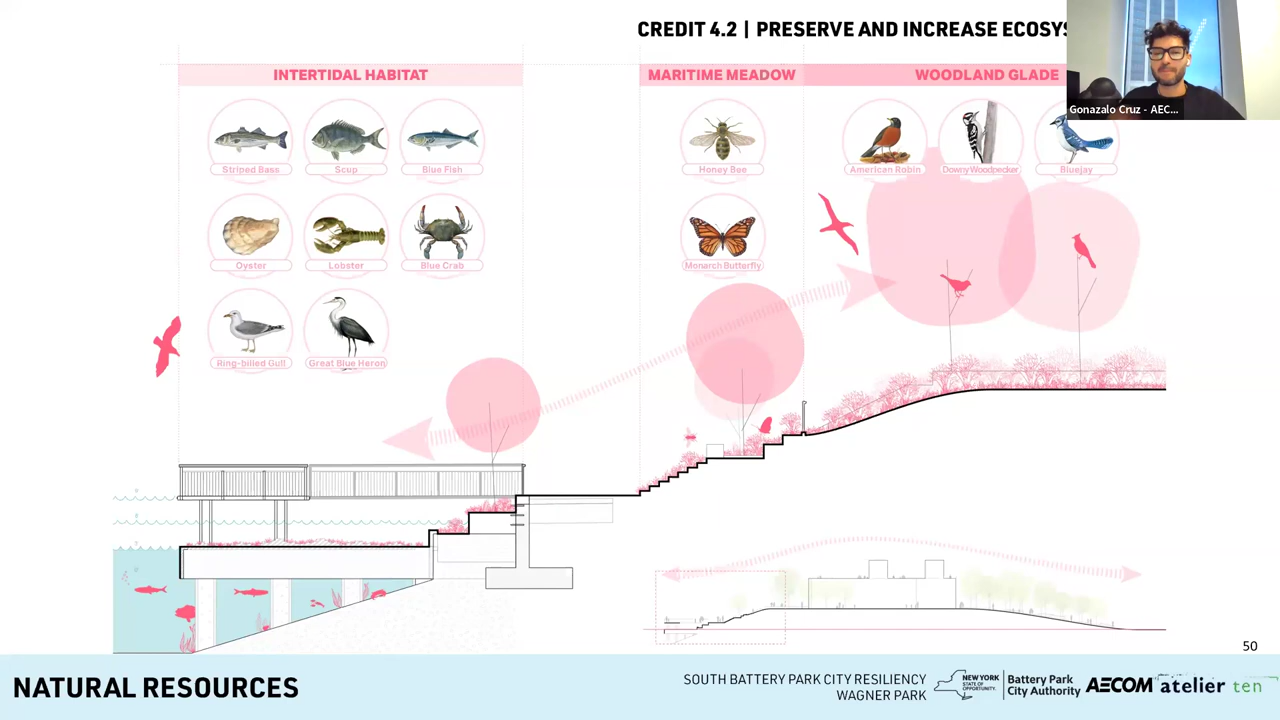 CREDIT 4.2 | PRESERVE AND INCREASE ECOSYS
Gonazalo Cruz - AEC...
INTERTIDAL HABITAT
MARITIME MEADOW
WOODLAND GLADE
Striped Bass
Scup
Blue Fish
Honey Bee
American Robin
Downy Woodpecker
Bluejay
Oyster
Lobster
Blue Crab
Monarch Butterfly
Ring-billed Gull
Great Blue Heron
50
NATURAL RESOURCES
SOUTH BATTERY PARK CITY RESILIENCY
WAGNER PARK
NEW YORK
STATE OF
OPPORTUNITY.
Battery Park
City Authority
AECOM
atelier ten